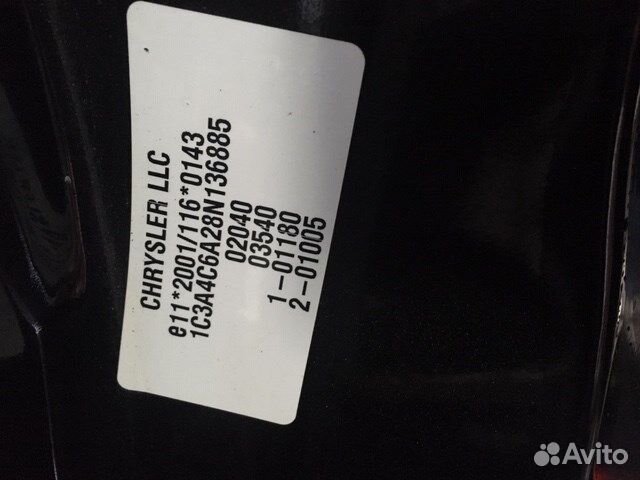 CHRYSLER LLC
e11*2001/116*0143
1C3A4C6A28N136885
02040
03540
1-01180
2-01005
Avito